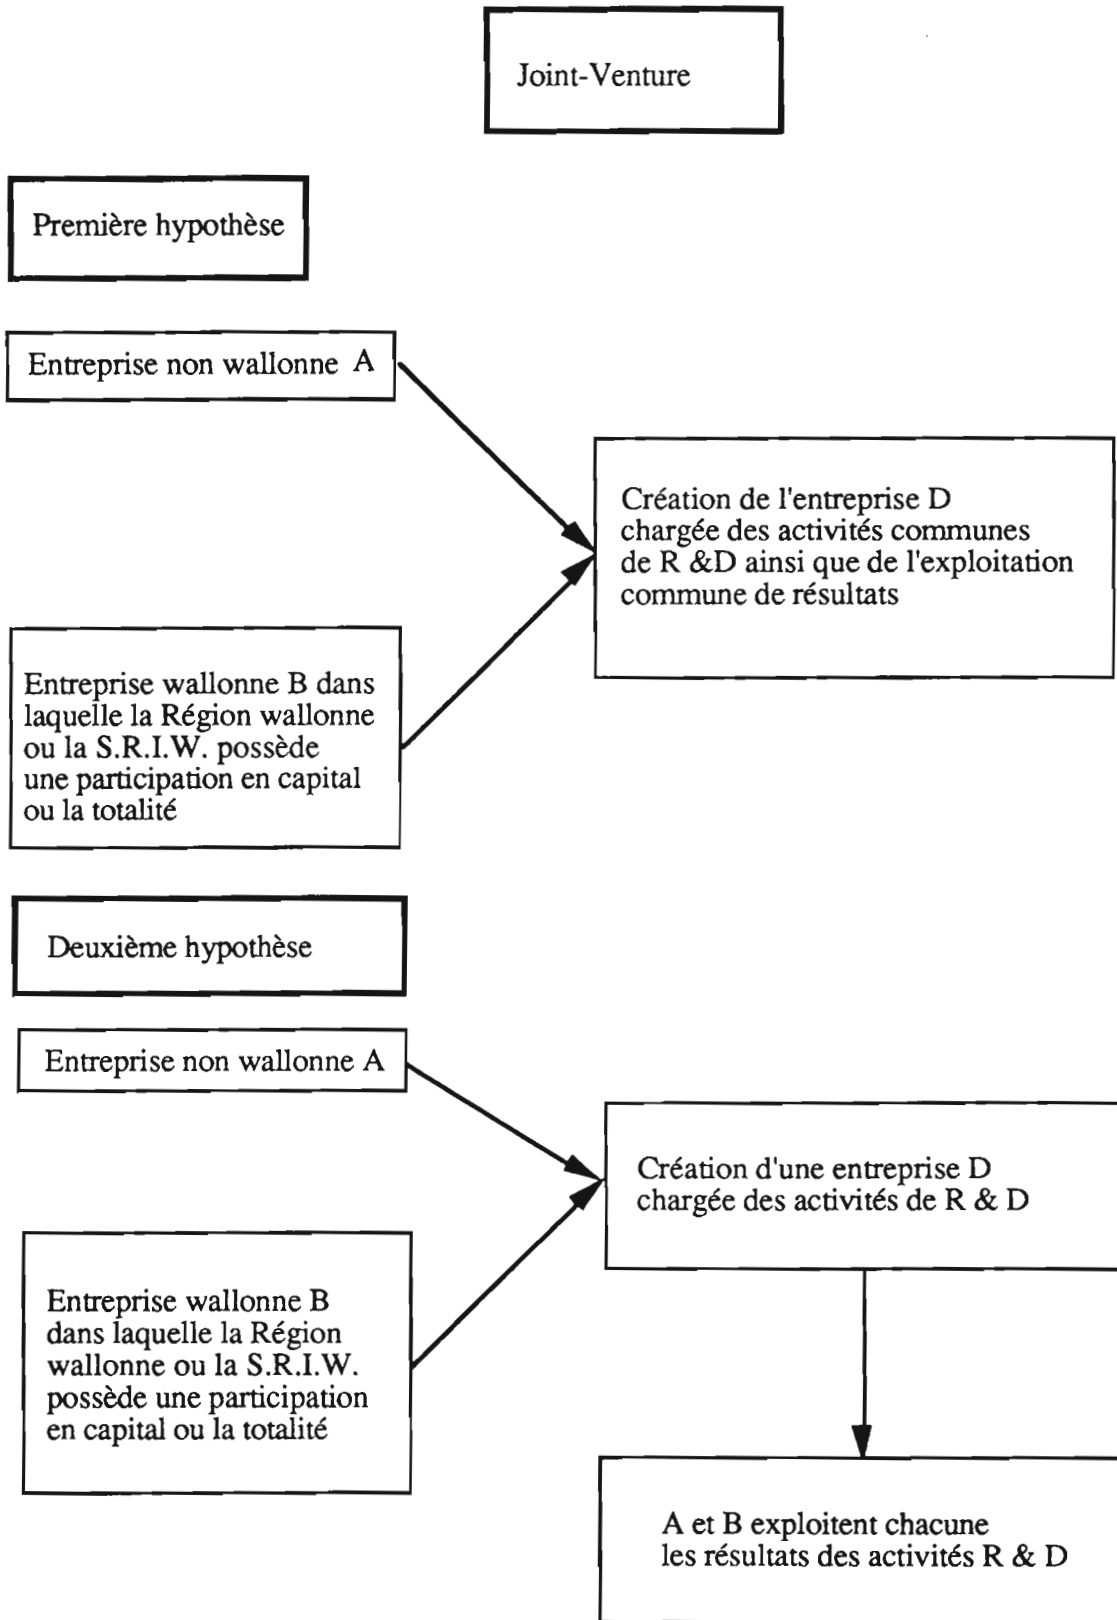 Joint-Venture
Première hypothèse
Entreprise non wallonne A
Création de l'entreprise D
chargée des activités communes
de R &D ainsi que de l'exploitation
commune de résultats
Entreprise wallonne B dans
laquelle la Région wallonne
ou la S.R.I.W. possède
une participation en capital
ou la totalité
Deuxième hypothèse
Entreprise non wallonne A
Création d'une entreprise D
chargée des activités de R & D
Entreprise wallonne B
dans laquelle la Région
wallonne ou la S.R.I.W.
possède une participation
en capital ou la totalité
A et B exploitent chacune
les résultats des activités R & D